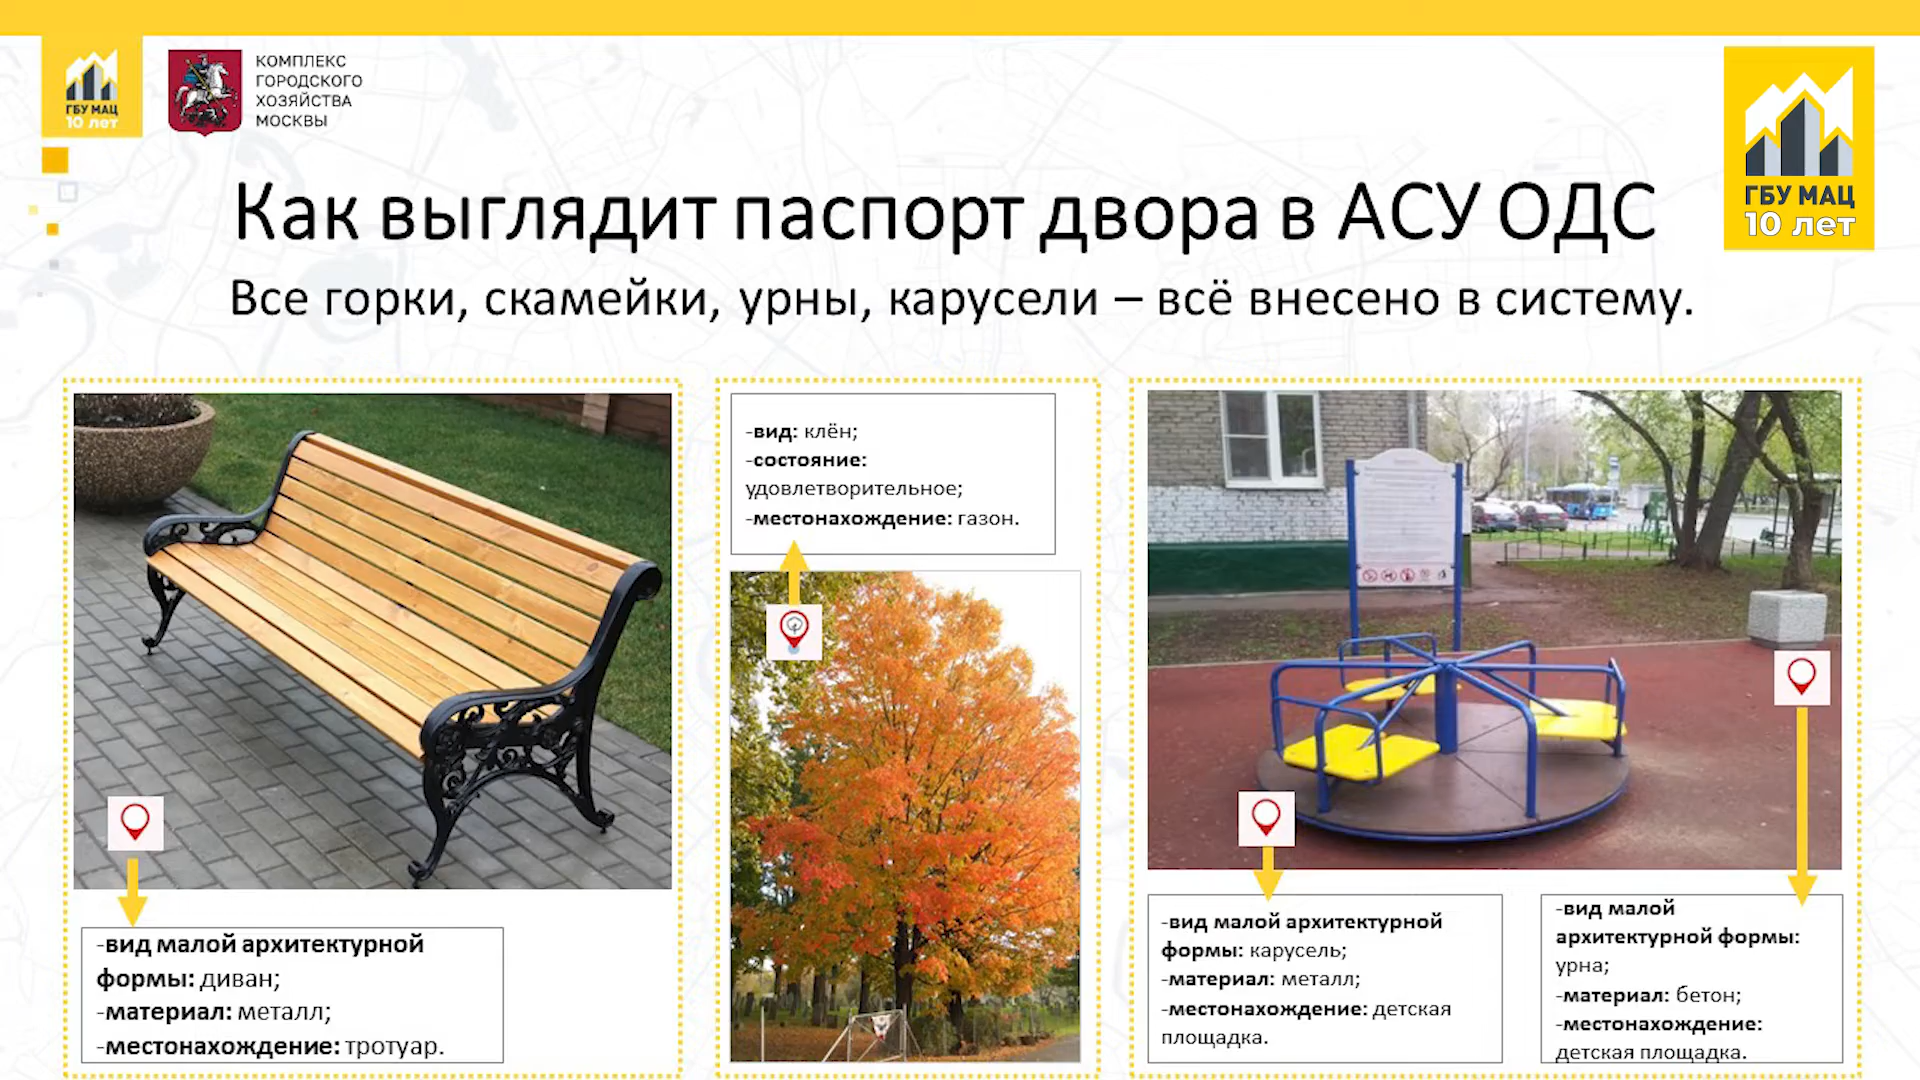 ГБУ МАЦ
10 лет
КОМПЛЕКС
ГОРОДСКОГО
ХОЗЯЙСТВА
МОСКВЫ
ГБУ МАЦ
10 лет
Как выглядит паспорт двора в АСУ ОДС
Все горки, скамейки, урны, карусели – всё внесено в систему.
-вид малой архитектурной
формы: диван;
-материал: металл;
-местонахождение: тротуар.
-вид: клён;
-состояние:
удовлетворительное;
-местонахождение: газон.
-вид малой архитектурной
формы: карусель;
-материал: металл;
-местонахождение: детская
площадка.
-вид малой
архитектурной формы:
урна;
-материал: бетон;
-местонахождение:
детская площадка.